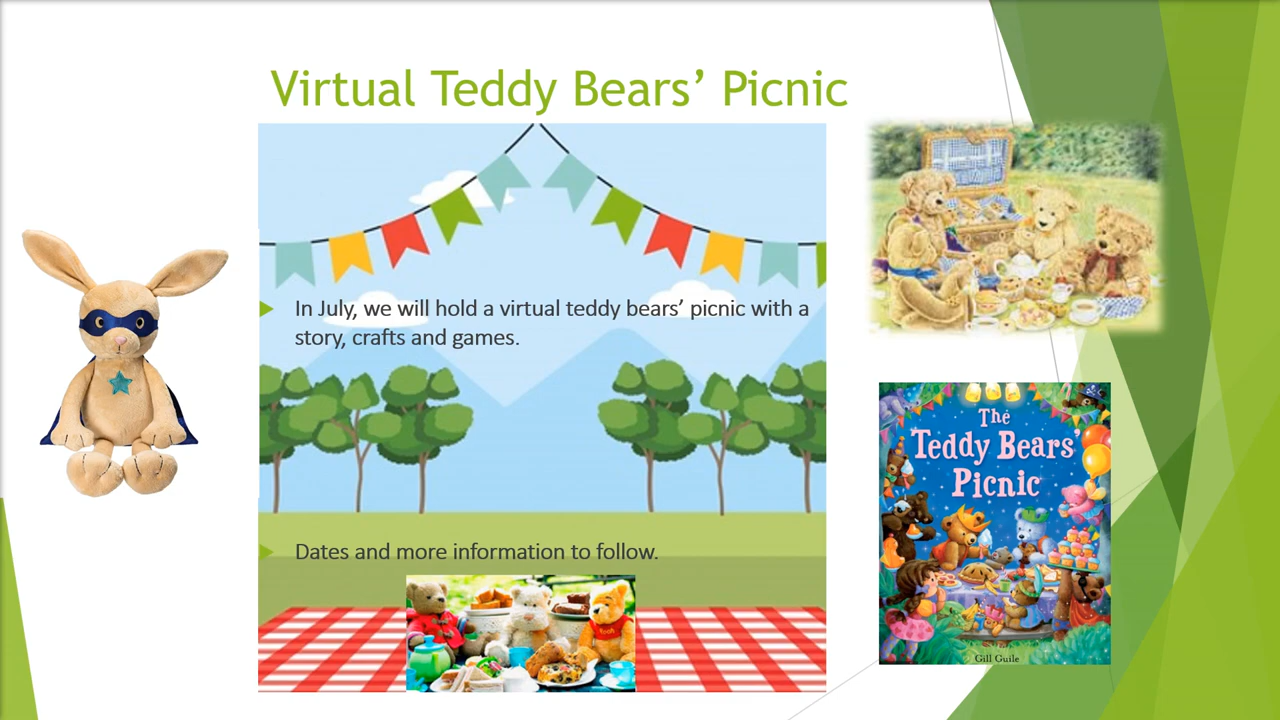 Virtual Teddy Bears’ Picnic
In July, we will hold a virtual teddy bears’ picnic with a
story, crafts and games.
Dates and more information to follow.
The
Teddy Bears'
Picnic
Gill Guile
Pooh